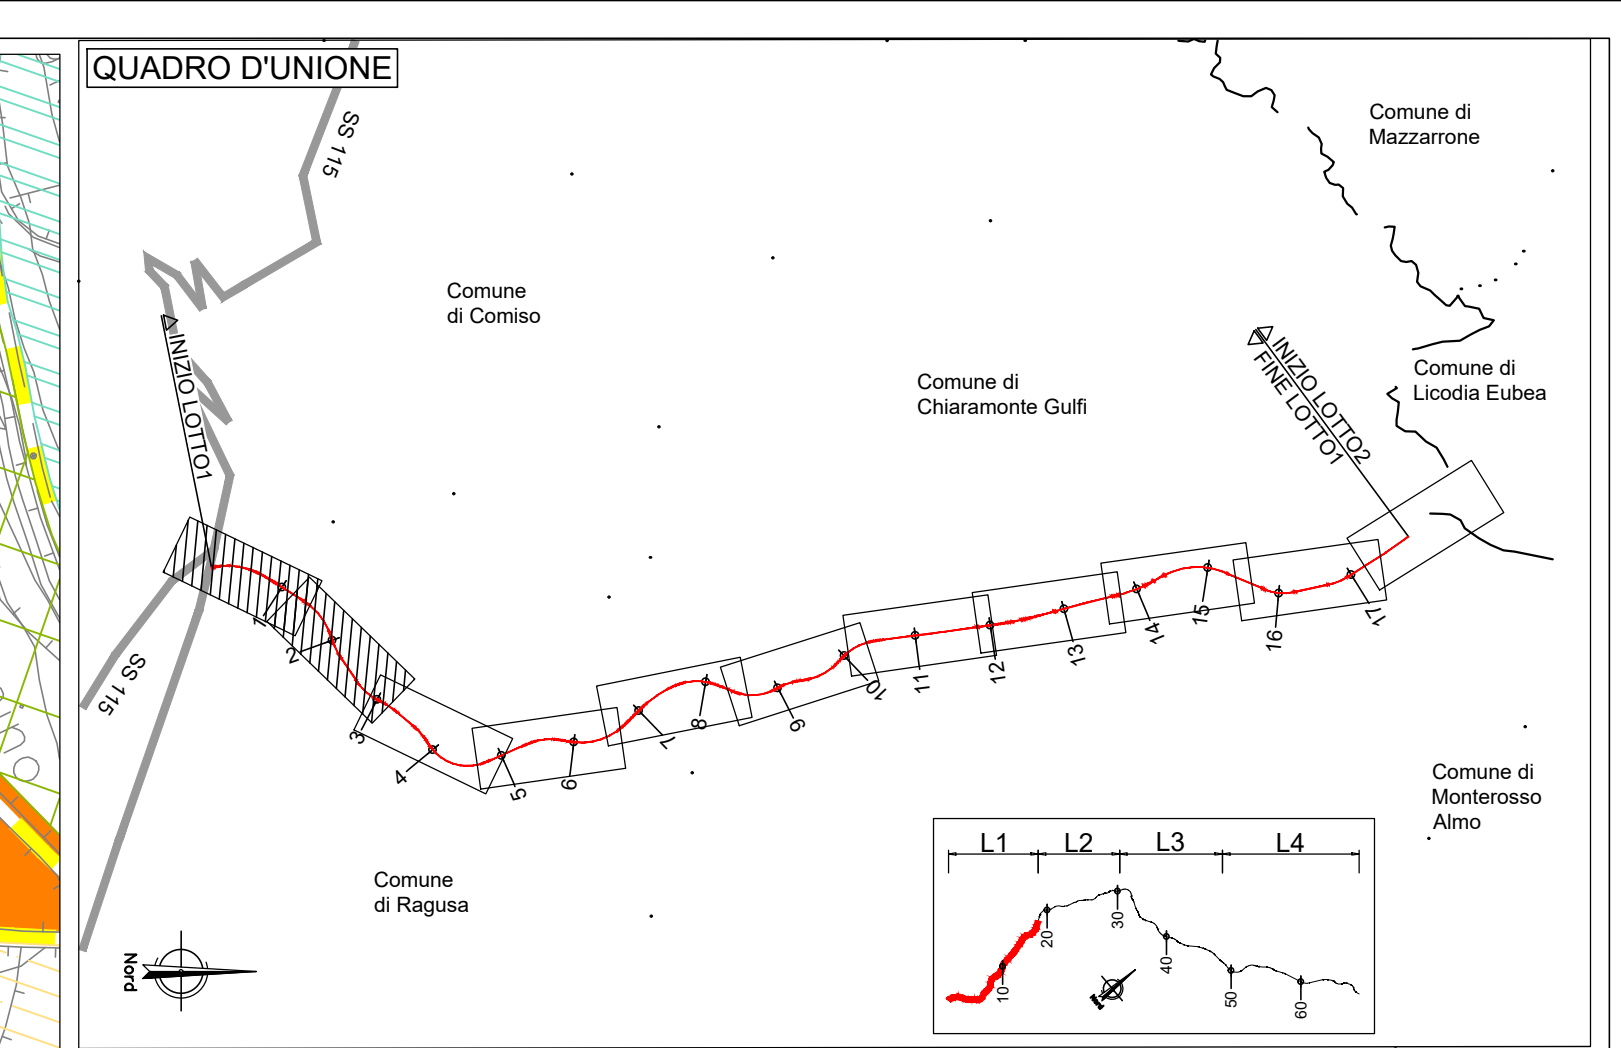 QUADRO D'UNIONE
SS 115
Comune di
Mazzarrone
Comune
di Comiso
INIZIO LOTTO1
Comune di
Chiaramonte Gulfi
INIZIO LOTTO2
FINE LOTTO1
Comune di
Licodia Eubea
1
2
3
4
5
6
7
8
9
10
11
12
13
14
15
16
17
SS 115
Comune di
Monterosso
Almo
Comune
di Ragusa
Nord
L1 L2 L3 L4
10
20
30
40
50
60
Nord